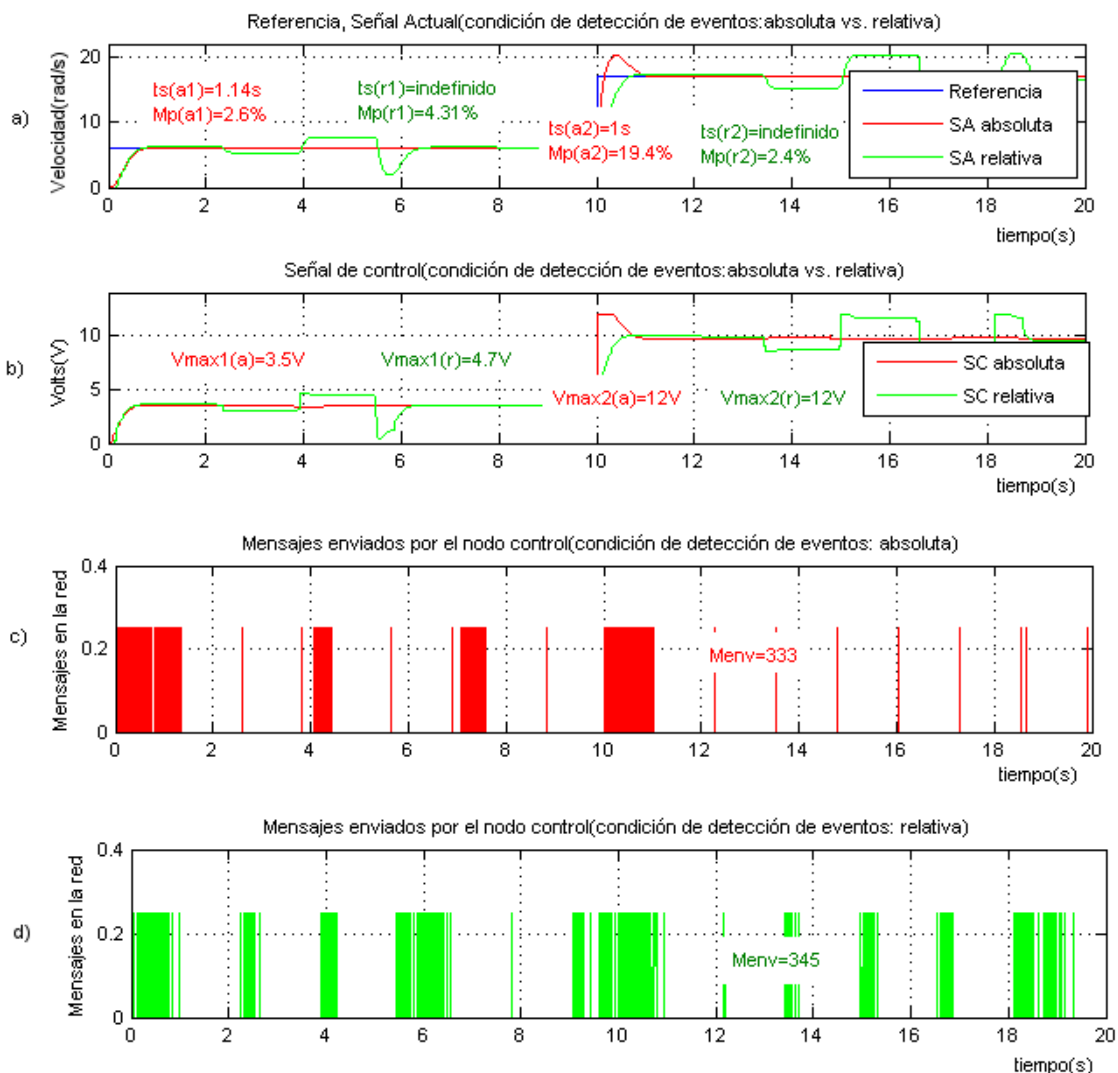 Referencia, Señal Actual(condición de detección de eventos:absoluta vs. relativa)
a)
Velocidad(rad/s)
20
10
0
ts(a1)=1.14s
Mp(a1)=2.6%
ts(r1)=indefinido
Mp(r1)=4.31%
ts(a2)=1s
Mp(a2)=19.4%
ts(r2)=indefinido
Mp(r2)=2.4%
Referencia
SA absoluta
SA relativa
0 2 4 6 8 10 12 14 16 18 20
tiempo(s)
Señal de control(condición de detección de eventos:absoluta vs. relativa)
b)
Volts(V)
10
5
0
Vmax1(a)=3.5V
Vmax1(r)=4.7V
Vmax2(a)=12V
Vmax2(r)=12V
SC absoluta
SC relativa
0 2 4 6 8 10 12 14 16 18 20
tiempo(s)
Mensajes enviados por el nodo control(condición de detección de eventos: absoluta)
c)
Mensajes en la red
0.4
0.2
0
Menv=333
0 2 4 6 8 10 12 14 16 18 20
tiempo(s)
Mensajes enviados por el nodo control(condición de detección de eventos: relativa)
d)
Mensajes en la red
0.4
0.2
0
Menv=345
0 2 4 6 8 10 12 14 16 18 20
tiempo(s)